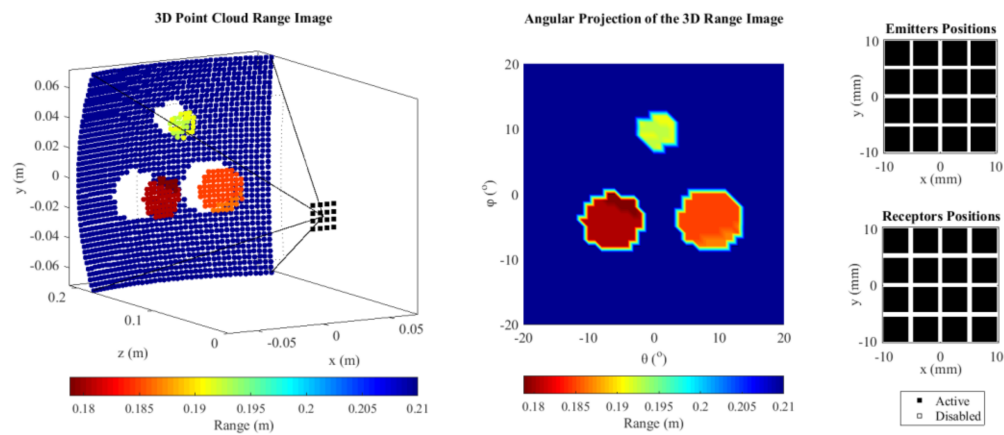 3D Point Cloud Range Image
0.06
0.04
0.02
0
-0.02
-0.04
-0.06
y (m)
0.2
0.1
0
z (m)
-0.05
0
0.05
x (m)
0.18 0.185 0.19 0.195 0.2 0.205 0.21
Range (m)
Angular Projection of the 3D Range Image
20
10
0
-10
-20
φ (°)
-20 -10 0 10 20
θ (°)
0.18 0.185 0.19 0.195 0.2 0.205 0.21
Range (m)
Emitters Positions
10
0
-10
y (mm)
-10 0 10
x (mm)
Receptors Positions
10
0
-10
y (mm)
-10 0 10
x (mm)
Active
Disabled